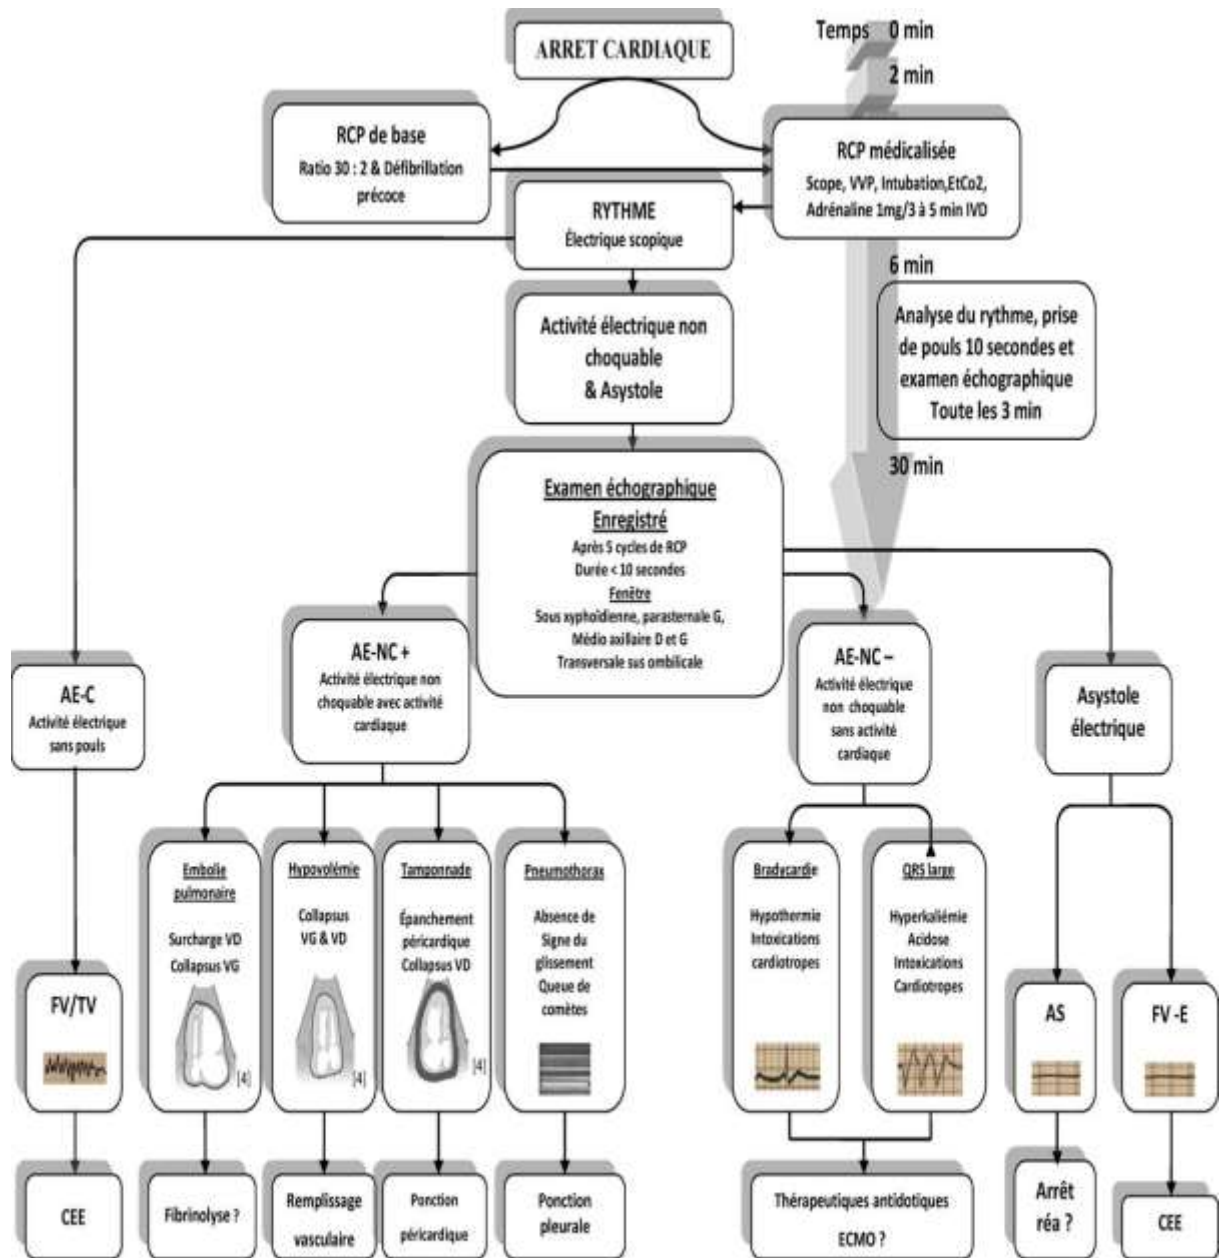 ARRET CARDIAQUE
Temps 0 min
2 min
RCP de base
Ratio 30 : 2 & Défibrillation
précoce
RCP médicalisée
Scope, VVP, Intubation,EtCo2,
Adrénaline 1mg/3 à 5 min IVD
RYTHME
Électrique scopique
6 min
Analyse du rythme, prise
de pouls 10 secondes et
examen échographique
Toute les 3 min
Activité électrique non
choquable
& Asystole
30 min
Examen échographique
Enregistré
Après 5 cycles de RCP
Durée < 10 secondes
Fenêtre
Sous xyphoïdienne, parasternale G,
Médio axillaire D et G
Transversale sus ombilicale
AE-C
Activité électrique
sans pouls
AE-NC +
Activité électrique non
choquable avec activité
cardiaque
AE-NC –
Activité électrique
non choquable
sans activité
cardiaque
Asystole
électrique
FV/TV
Embolie
pulmonaire
Surcharge VD
Collapsus VG
[4]
Hypovolémie
Collapsus
VG & VD
[4]
Tamponnade
Épanchement
péricardique
Collapsus VD
[4]
Pneumothorax
Absence de
Signe du
glissement
Queue de
comètes
Bradycardie
Hypothermie
Intoxications
cardiotropes
QRS large
Hyperkaliémie
Acidose
Intoxications
Cardiotropes
AS
FV -E
CEE
Fibrinolyse ?
Remplissage
vasculaire
Ponction
péricardique
Ponction
pleurale
Thérapeutiques antidotiques
ECMO ?
Arrêt
réa ?
CEE